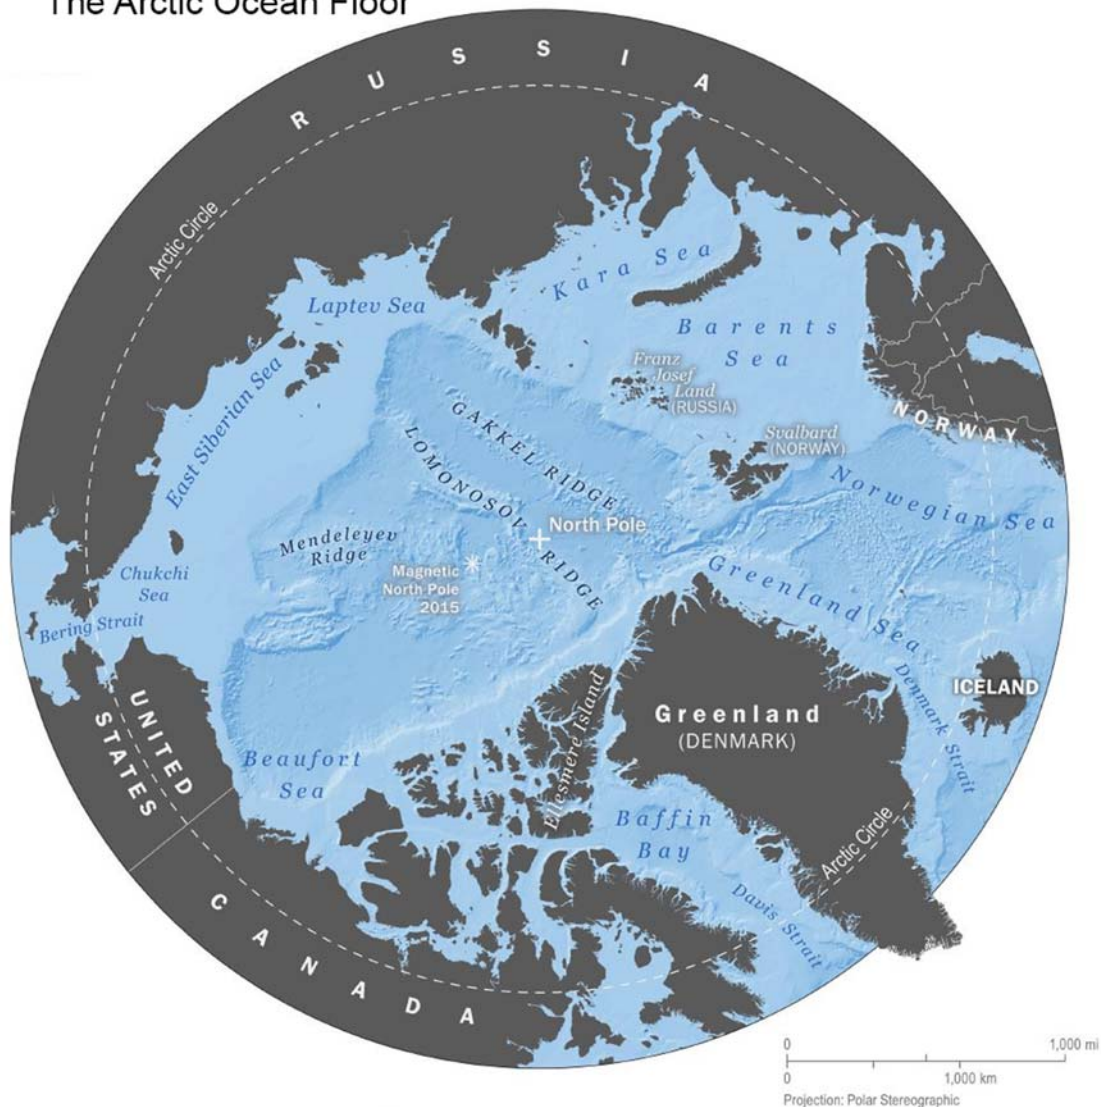 The Arctic Ocean Floor
RUSSIA
Arctic Circle
Kara Sea
Laptev Sea
Barents
Sea
Franz
Josef
Land
(RUSSIA)
East Siberian Sea
GAKKEL RIDGE
NORWAY
LOMONOSOV RIDGE
Svalbard
(NORWAY)
Norwegian Sea
North Pole
Mendeleyev
Ridge
Magnetic
North Pole
2015
Chukchi
Sea
Greenland Sea
Bering Strait
UNITED
STATES
Ellesmere Island
Greenland
(DENMARK)
ICELAND
Denmark Strait
Beaufort
Sea
Baffin
Bay
Arctic Circle
Davis Strait
CANADA
0 1,000 mi
0 1,000 km
Projection: Polar Stereographic